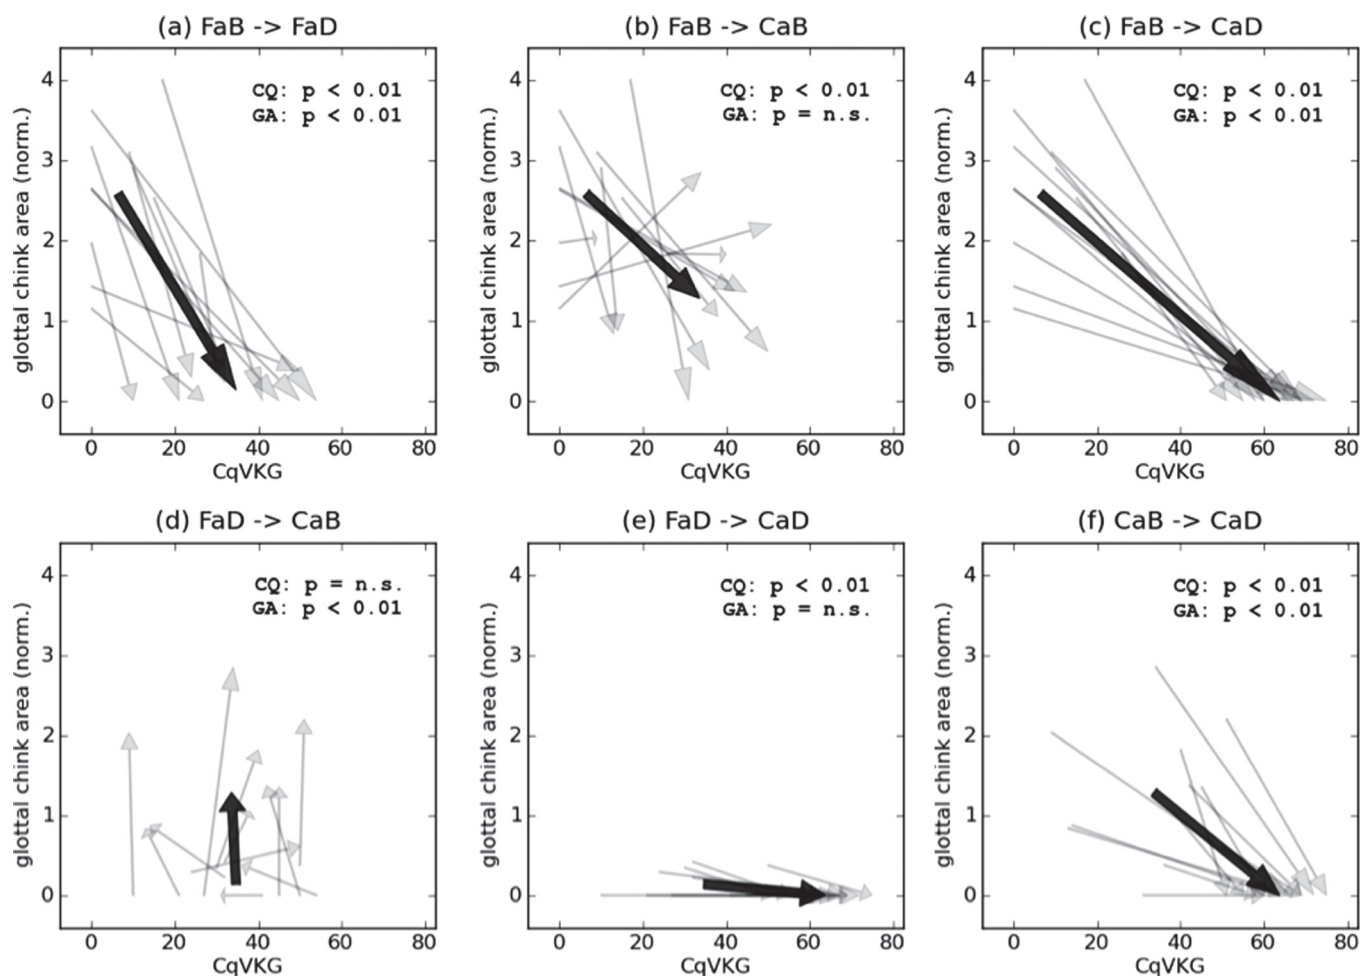 (a) FaB -> FaD
(b) FaB -> CaB
(c) FaB -> CaD
glottal chink area (norm.)
4
3
2
1
0
CQ: p < 0.01
GA: p < 0.01
0 20 40 60 80
CqVKG
glottal chink area (norm.)
4
3
2
1
0
CQ: p < 0.01
GA: p = n.s.
0 20 40 60 80
CqVKG
glottal chink area (norm.)
4
3
2
1
0
CQ: p < 0.01
GA: p < 0.01
0 20 40 60 80
CqVKG
(d) FaD -> CaB
(e) FaD -> CaD
(f) CaB -> CaD
glottal chink area (norm.)
4
3
2
1
0
CQ: p = n.s.
GA: p < 0.01
0 20 40 60 80
CqVKG
glottal chink area (norm.)
4
3
2
1
0
CQ: p < 0.01
GA: p = n.s.
0 20 40 60 80
CqVKG
glottal chink area (norm.)
4
3
2
1
0
CQ: p < 0.01
GA: p < 0.01
0 20 40 60 80
CqVKG